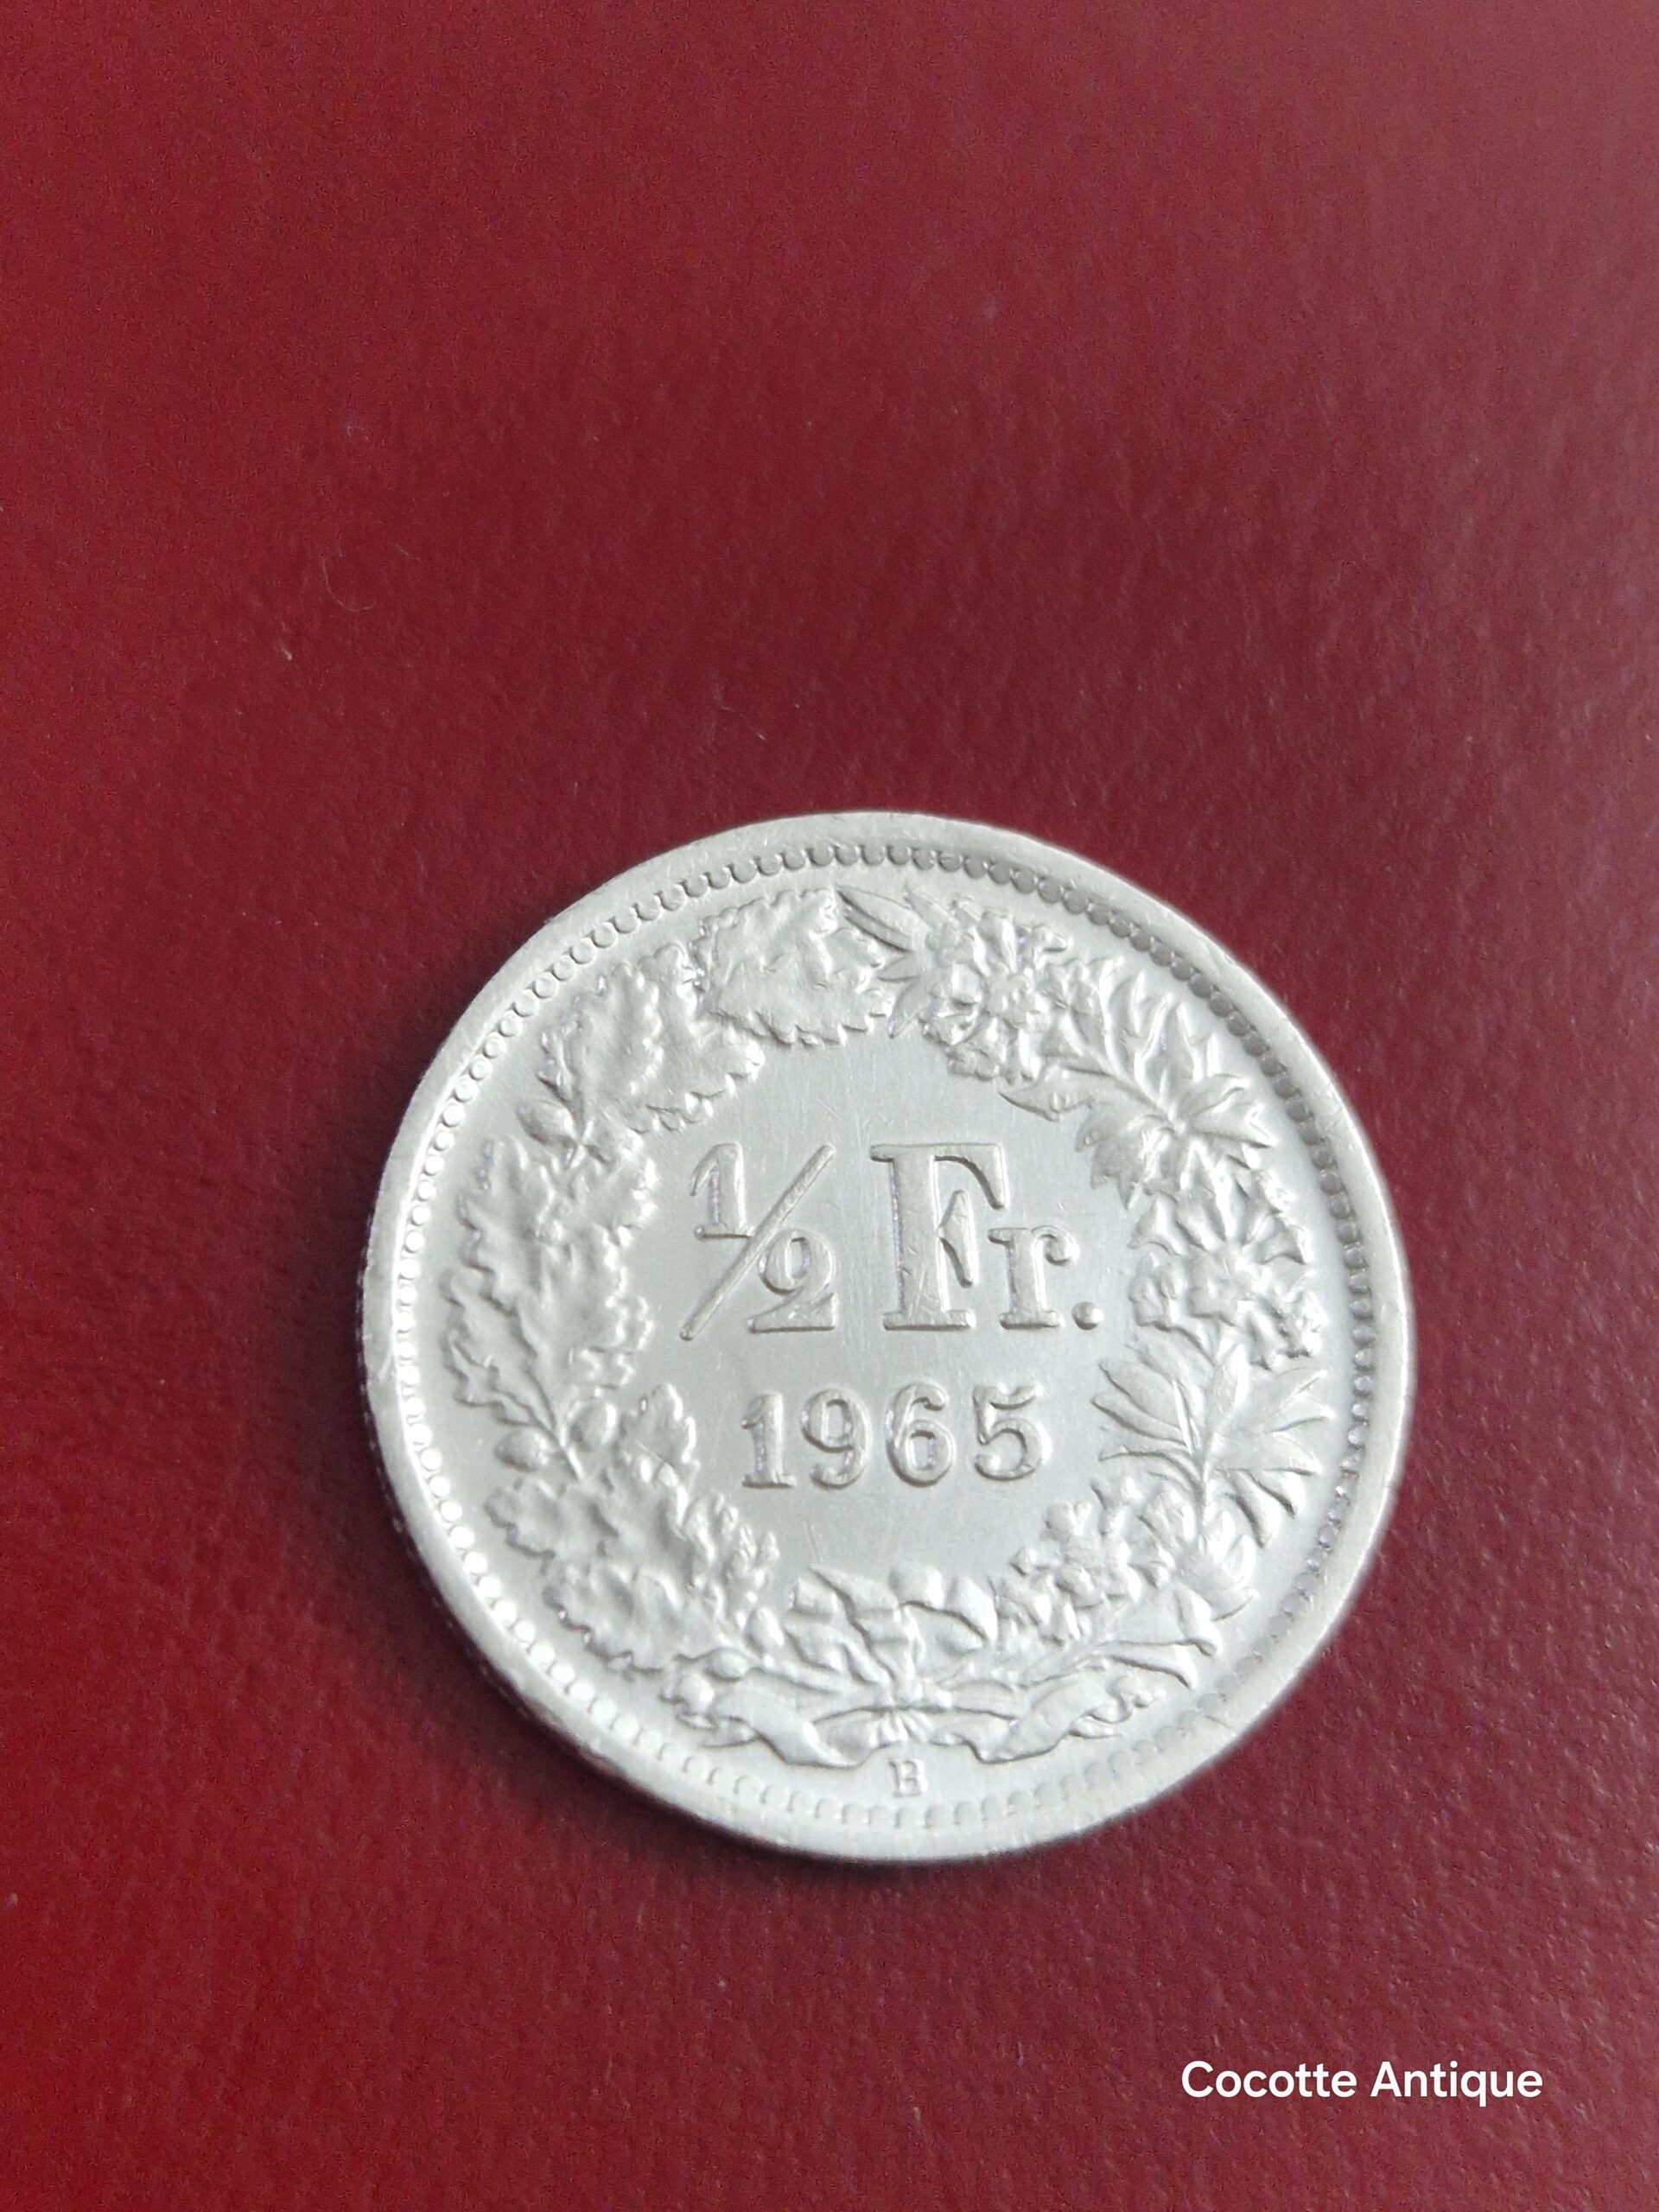 ½ Fr.
1965
B
Cocotte Antique